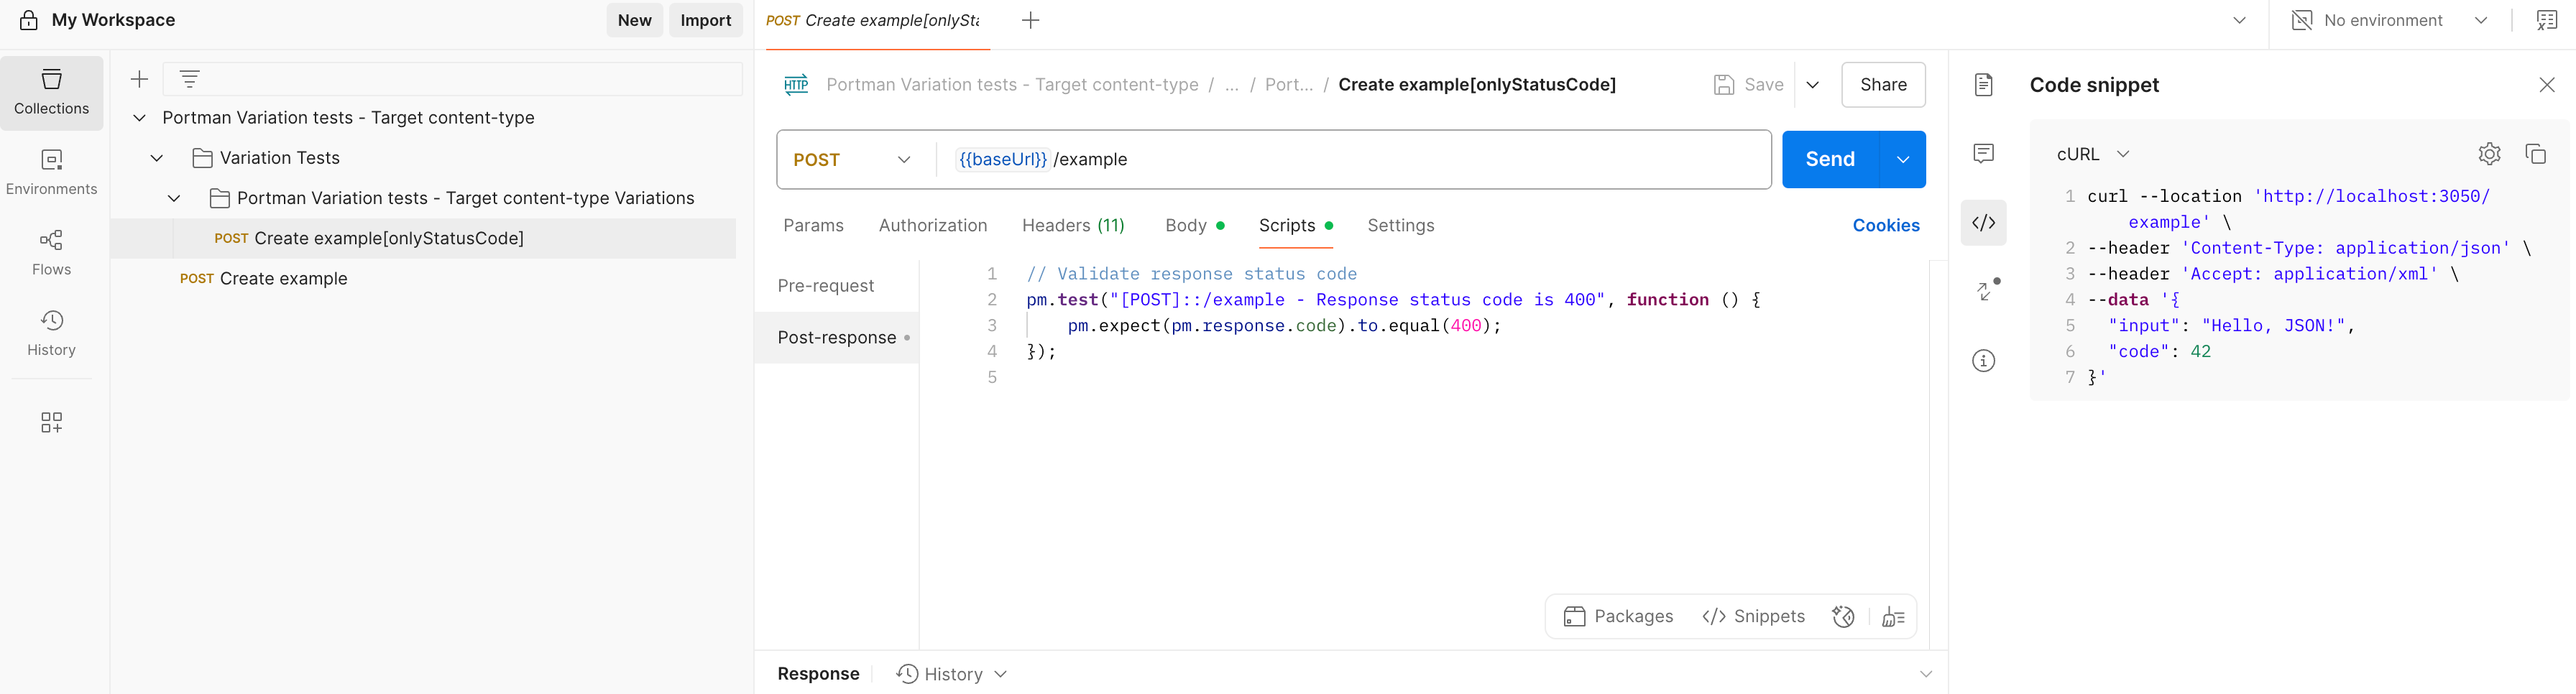 My Workspace
New
Import
Collections
Environments
Flows
History
Portman Variation tests - Target content-type
Variation Tests
Portman Variation tests - Target content-type Variations
POST Create example[onlyStatusCode]
POST Create example
POST Create example[onlySta
No environment
HTTP Portman Variation tests - Target content-type / ... / Port... / Create example[onlyStatusCode]
Save
Share
POST
{{baseUrl}} /example
Send
Params
Authorization
Headers (11)
Body
Scripts
Settings
Cookies
Pre-request
Post-response
1 // Validate response status code
2 pm.test("[POST]::/example - Response status code is 400", function () {
3 pm.expect(pm.response.code).to.equal(400);
4 });
5
Packages
</> Snippets
Response
History
Code snippet
cURL
1 curl --location 'http://localhost:3050/
example' \
2 --header 'Content-Type: application/json' \
3 --header 'Accept: application/xml' \
4 --data '{
5 "input": "Hello, JSON!",
6 "code": 42
7 }'